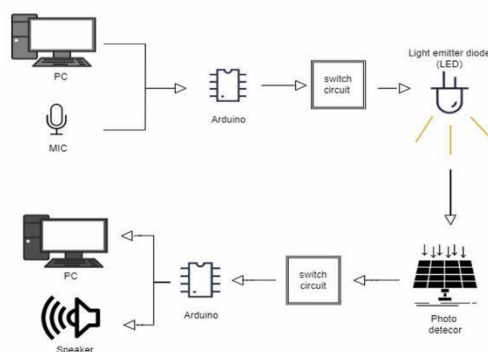 PC
MIC
Arduino
switch
circuit
Light emitter diode
(LED)
PC
Speaker
Arduino
switch
circuit
Photo
detecor